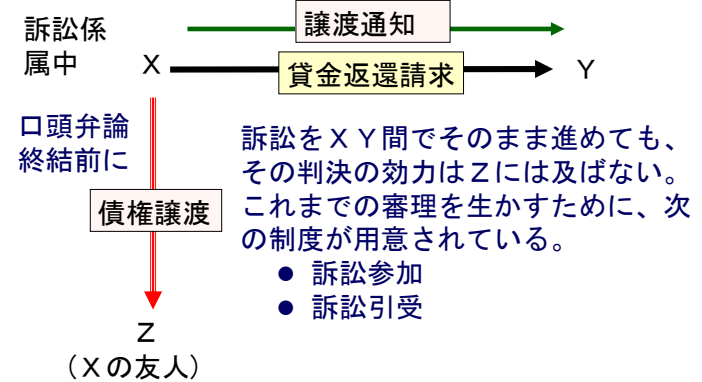 訴訟係
属中
譲渡通知
X
貸金返還請求
Y
口頭弁論
終結前に
債権譲渡
訴訟をXY間でそのまま進めても、
その判決の効力はZには及ばない。
これまでの審理を生かすために、次
の制度が用意されている。
● 訴訟参加
● 訴訟引受
Z
(Xの友人)